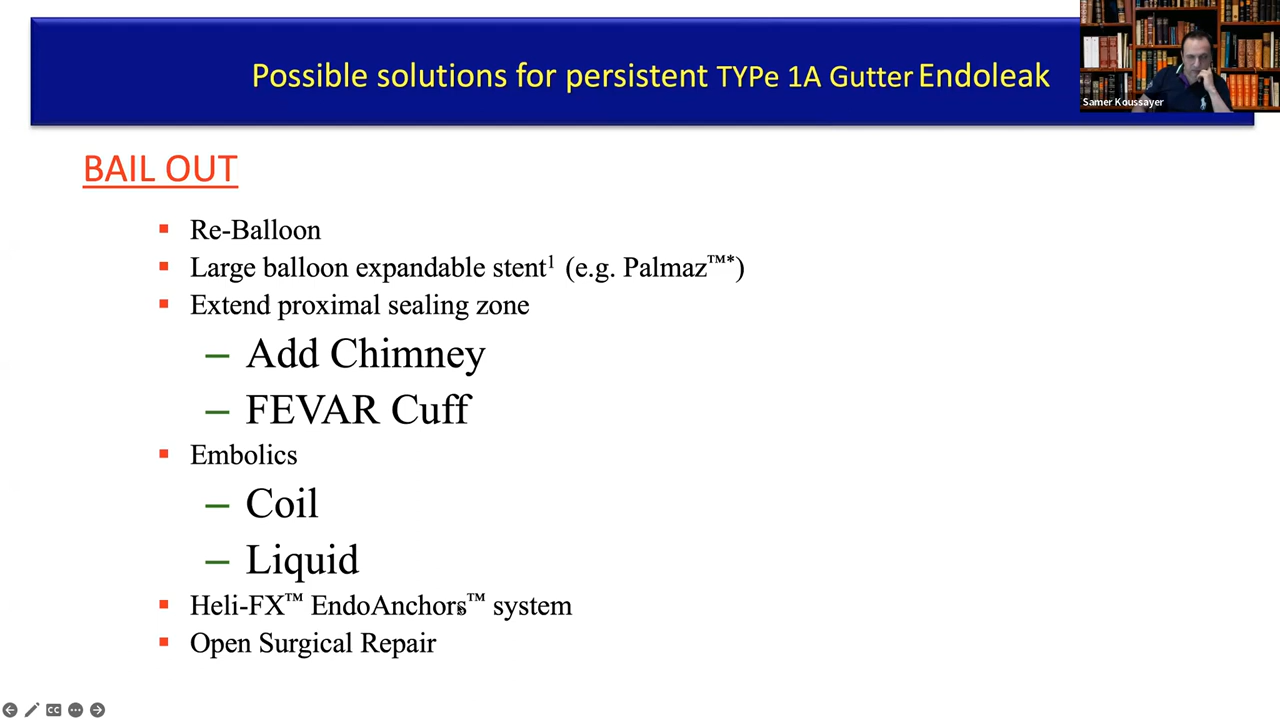 Possible solutions for persistent TYPe 1A Gutter Endoleak
Samer Koussayer
BAIL OUT
▪ Re-Balloon
▪ Large balloon expandable stent¹ (e.g. Palmaz™*)
▪ Extend proximal sealing zone
– Add Chimney
– FEVAR Cuff
▪ Embolics
– Coil
– Liquid
▪ Heli-FX™ EndoAnchors™ system
▪ Open Surgical Repair
CC